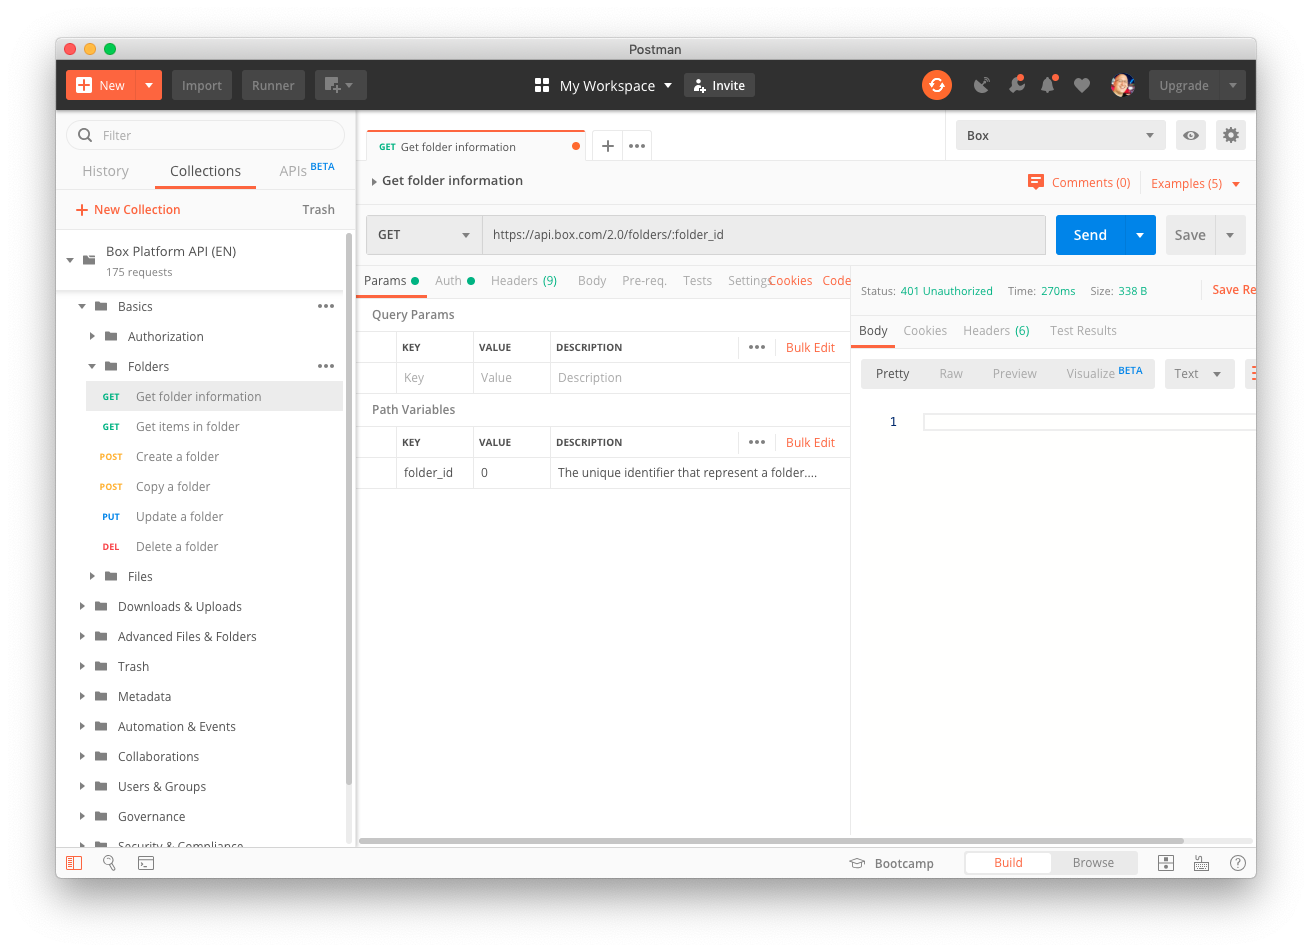 Postman
New
Import
Runner
My Workspace
Invite
Upgrade
Filter
History
Collections
APIs BETA
New Collection
Trash
Box Platform API (EN)
175 requests
Basics
Authorization
Folders
GET Get folder information
GET Get items in folder
POST Create a folder
POST Copy a folder
PUT Update a folder
DEL Delete a folder
Files
Downloads & Uploads
Advanced Files & Folders
Trash
Metadata
Automation & Events
Collaborations
Users & Groups
Governance
Security & Compliance
GET Get folder information
Box
Get folder information
Comments (0)
Examples (5)
GET
https://api.box.com/2.0/folders/:folder_id
Send
Save
Params Auth Headers (9) Body Pre-req. Tests Settings Cookies Code
Query Params
KEY VALUE DESCRIPTION Bulk Edit
Key Value Description
Path Variables
KEY VALUE DESCRIPTION Bulk Edit
folder_id 0 The unique identifier that represent a folder....
Status: 401 Unauthorized Time: 270ms Size: 338 B Save Re
Body Cookies Headers (6) Test Results
Pretty Raw Preview Visualize BETA Text
1
Bootcamp
Build
Browse